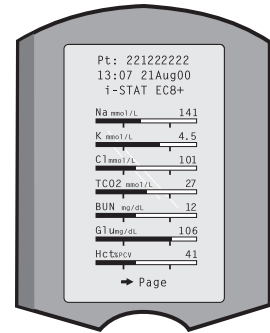 Pt: 221222222
13:07 21Aug00
i-STAT EC8+
Na mmol/L 141
K mmol/L 4.5
Cl mmol/L 101
TCO2 mmol/L 27
BUN mg/dL 12
Glu mg/dL 106
Hct %PCV 41
➔ Page